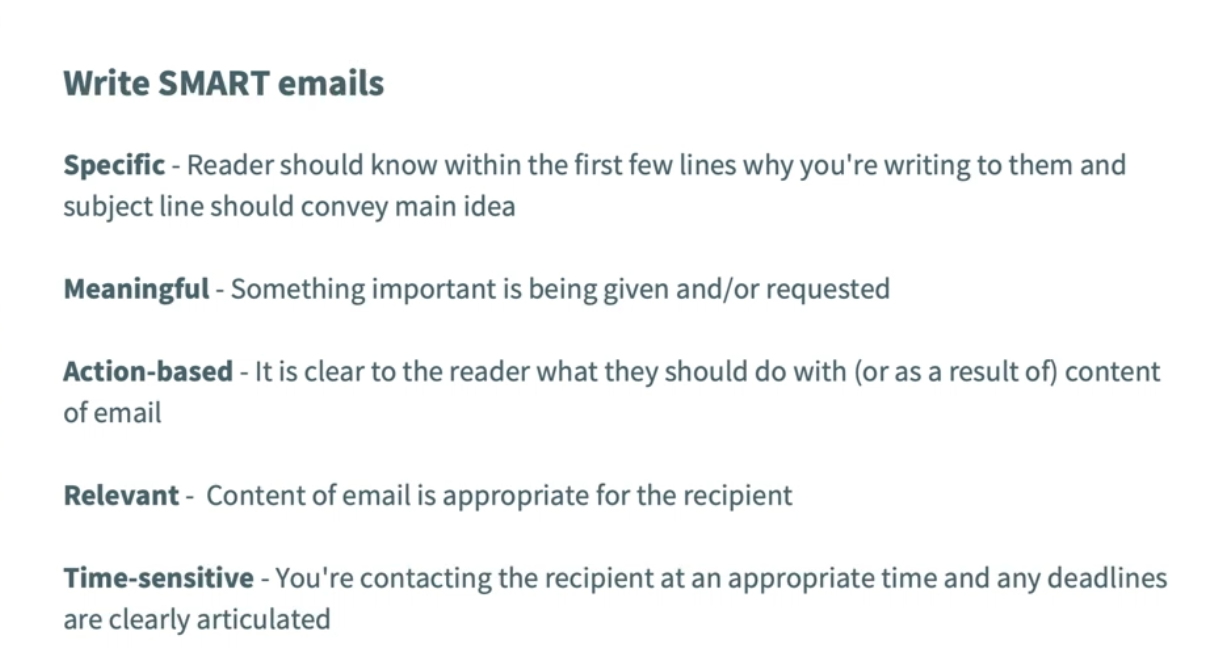 Write SMART emails
Specific - Reader should know within the first few lines why you're writing to them and
subject line should convey main idea
Meaningful - Something important is being given and/or requested
Action-based - It is clear to the reader what they should do with (or as a result of) content
of email
Relevant -  Content of email is appropriate for the recipient
Time-sensitive - You're contacting the recipient at an appropriate time and any deadlines
are clearly articulated